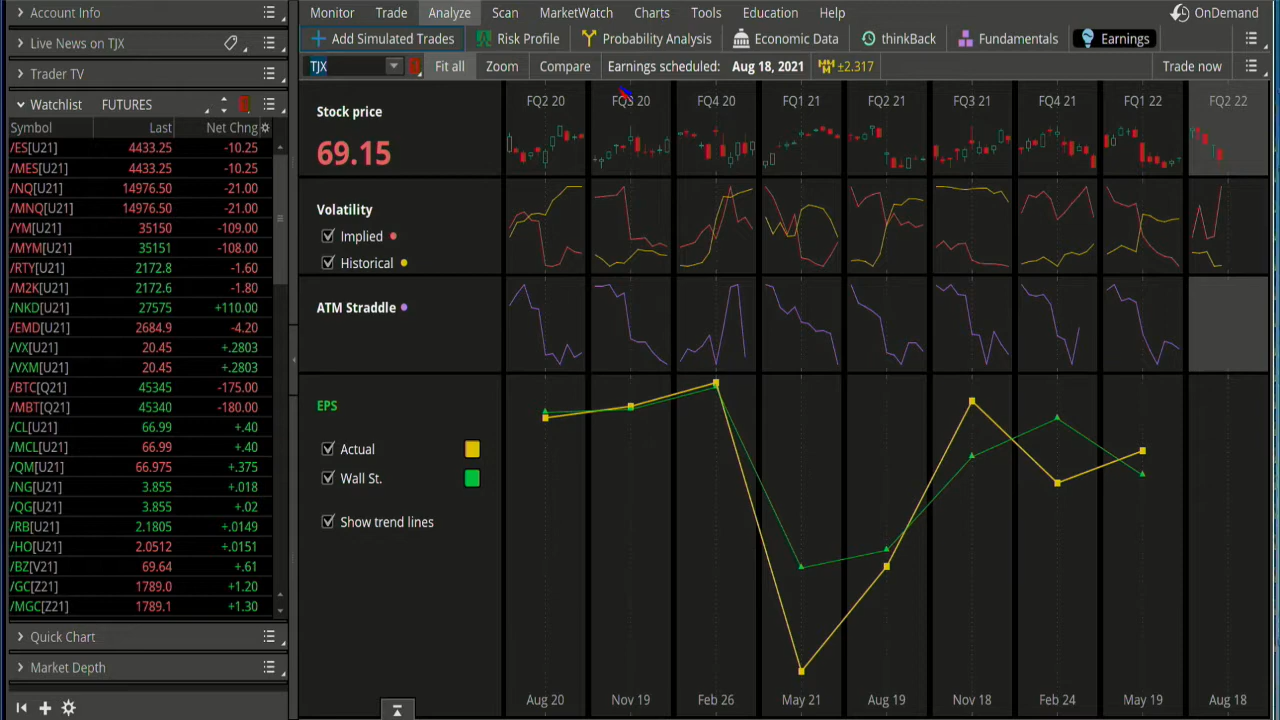 Account Info
Live News on TJX
Trader TV
Watchlist FUTURES
Symbol Last Net Chng
/ES[U21] 4433.25 -10.25
/MES[U21] 4433.25 -10.25
/NQ[U21] 14976.50 -21.00
/MNQ[U21] 14976.50 -21.00
/YM[U21] 35150 -109.00
/MYM[U21] 35151 -108.00
/RTY[U21] 2172.8 -1.60
/M2K[U21] 2172.6 -1.80
/NKD[U21] 27575 +110.00
/EMD[U21] 2684.9 -4.20
/VX[U21] 20.45 +.2803
/VXM[U21] 20.45 +.2803
/BTC[Q21] 45345 -175.00
/MBT[Q21] 45340 -180.00
/CL[U21] 66.99 +.40
/MCL[U21] 66.99 +.40
/QM[U21] 66.975 +.375
/NG[U21] 3.855 +.018
/QG[U21] 3.855 +.02
/RB[U21] 2.1805 +.0149
/HO[U21] 2.0512 +.0151
/BZ[V21] 69.64 +.61
/GC[Z21] 1789.0 +1.20
/MGC[Z21] 1789.1 +1.30
Quick Chart
Market Depth
Monitor Trade Analyze Scan MarketWatch Charts Tools Education Help OnDemand
Add Simulated Trades Risk Profile Probability Analysis Economic Data thinkBack Fundamentals Earnings
TJX Fit all Zoom Compare Earnings scheduled: Aug 18, 2021 ±2.317 Trade now
FQ2 20 FQ3 20 FQ4 20 FQ1 21 FQ2 21 FQ3 21 FQ4 21 FQ1 22 FQ2 22
Stock price
69.15
Volatility
Implied
Historical
ATM Straddle
EPS
Actual
Wall St.
Show trend lines
Aug 20 Nov 19 Feb 26 May 21 Aug 19 Nov 18 Feb 24 May 19 Aug 18